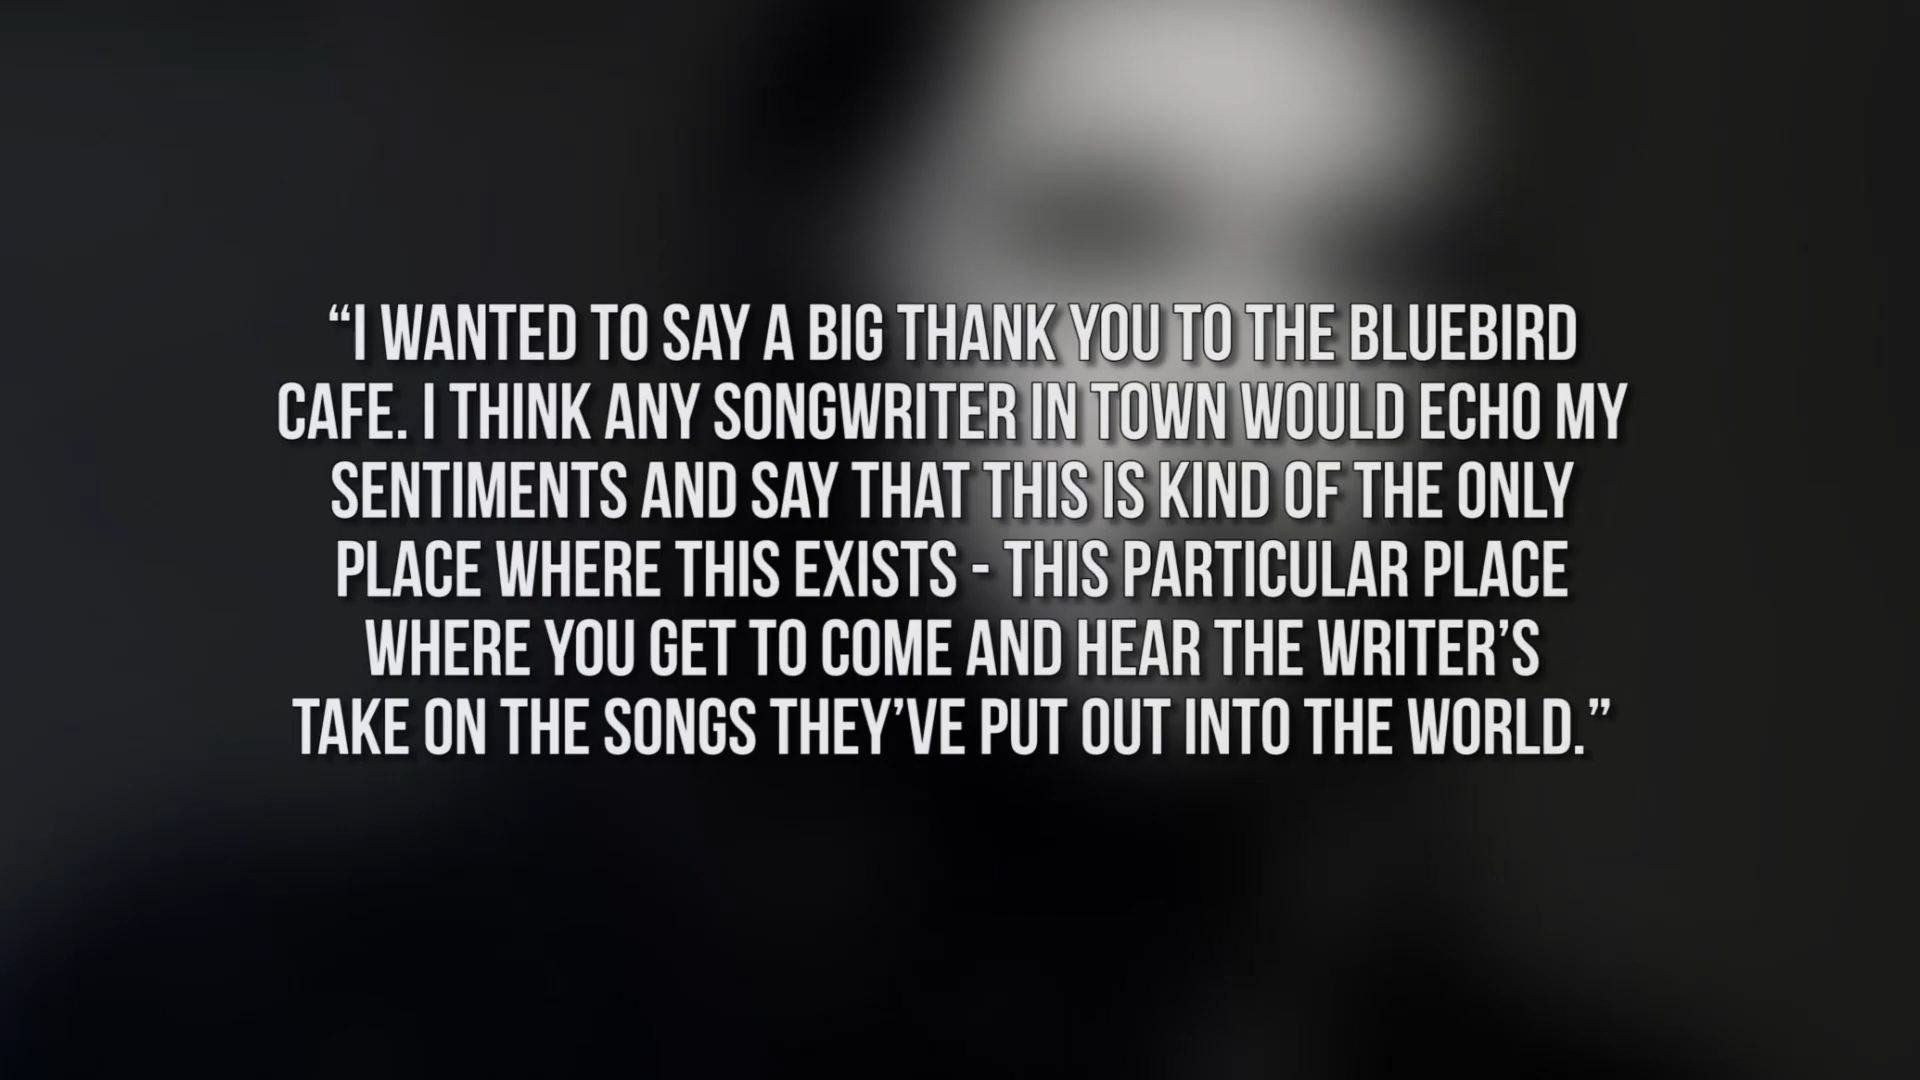 “I WANTED TO SAY A BIG THANK YOU TO THE BLUEBIRD
CAFE. I THINK ANY SONGWRITER IN TOWN WOULD ECHO MY
SENTIMENTS AND SAY THAT THIS IS KIND OF THE ONLY
PLACE WHERE THIS EXISTS - THIS PARTICULAR PLACE
WHERE YOU GET TO COME AND HEAR THE WRITER’S
TAKE ON THE SONGS THEY’VE PUT OUT INTO THE WORLD.”